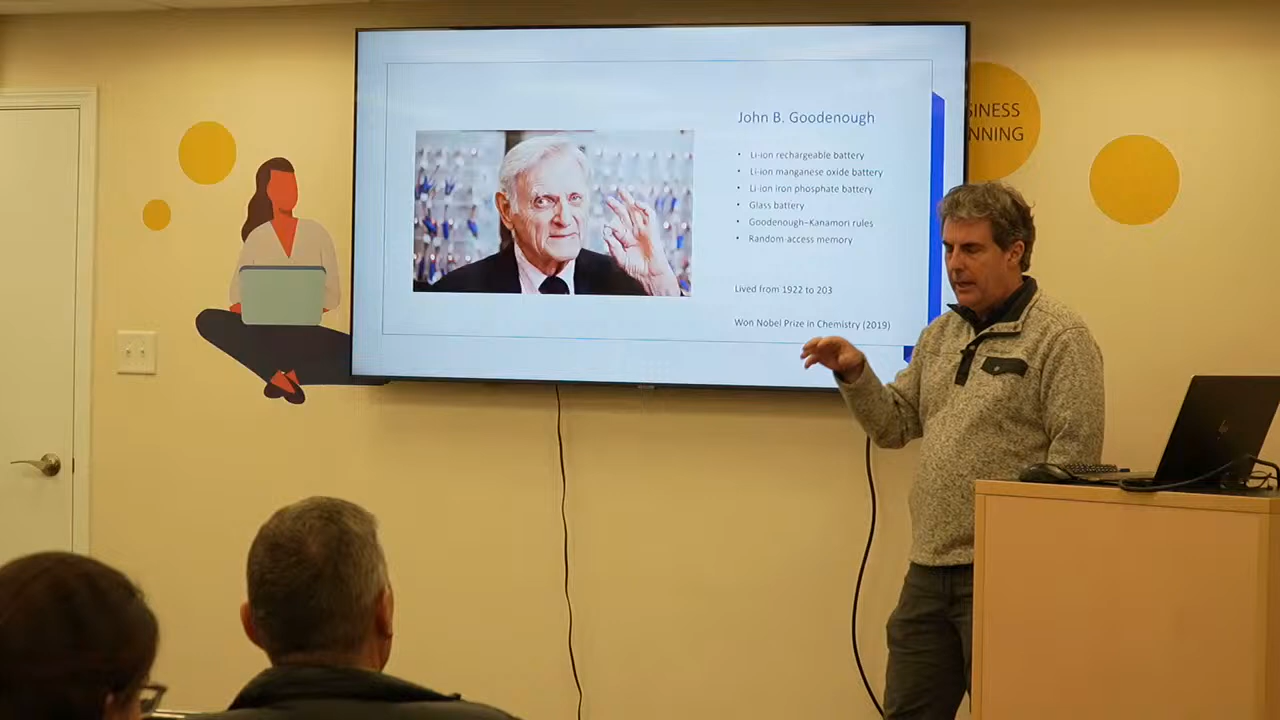 John B. Goodenough
• Li-ion rechargeable battery
• Li-ion manganese oxide battery
• Li-ion iron phosphate battery
• Glass battery
• Goodenough–Kanamori rules
• Random access memory
Lived from 1922 to 203
Won Nobel Prize in Chemistry (2019)
SINESS
NNING